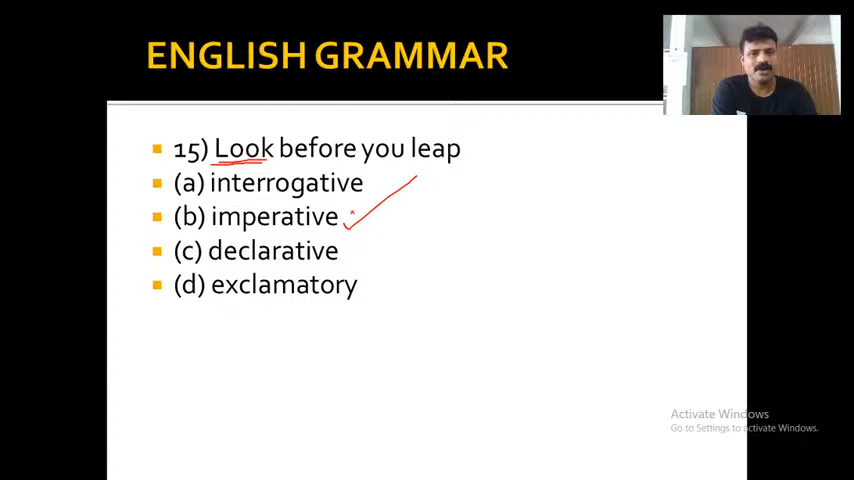 ENGLISH GRAMMAR
15) Look before you leap
(a) interrogative
(b) imperative
(c) declarative
(d) exclamatory
Activate Windows
Go to Settings to activate Windows.